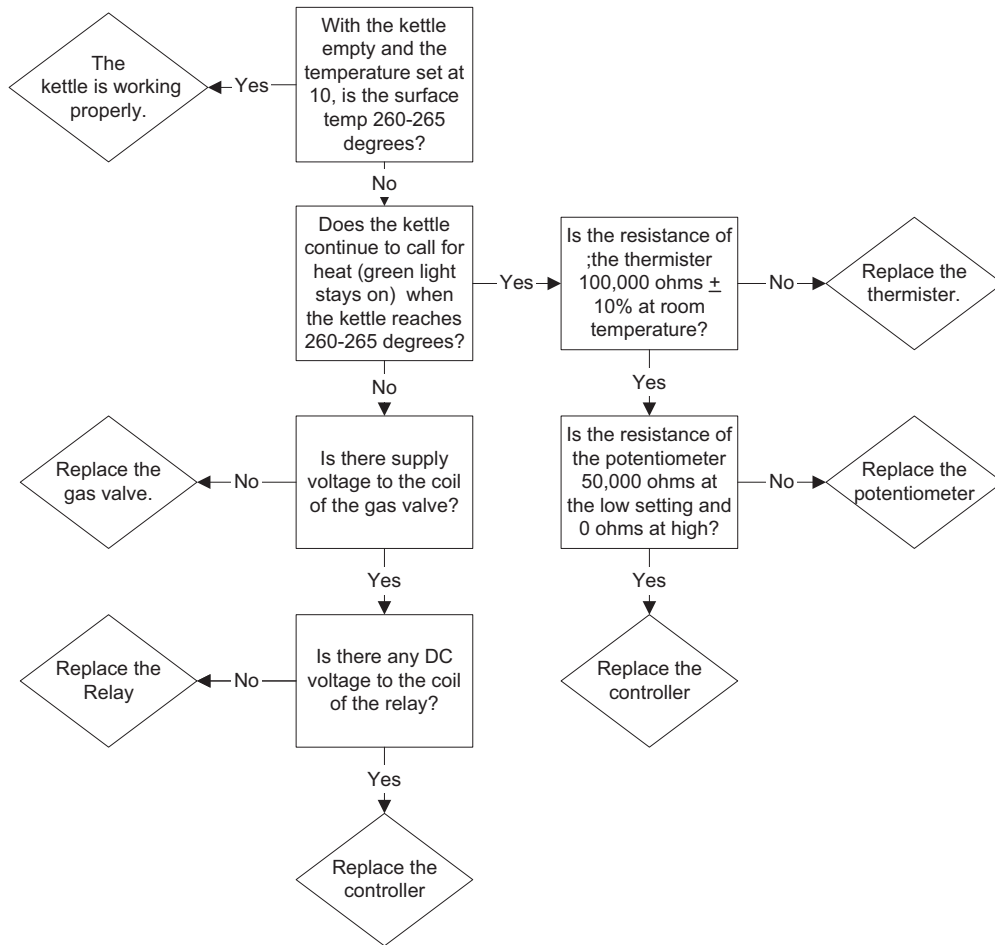 With the kettle
empty and the
temperature set at
10, is the surface
temp 260-265
degrees?
Yes
The
kettle is working
properly.
No
Does the kettle
continue to call for
heat (green light
stays on) when
the kettle reaches
260-265 degrees?
Yes
Is the resistance of
;the thermister
100,000 ohms ±
10% at room
temperature?
No
Replace the
thermister.
No
Yes
Is there supply
voltage to the coil
of the gas valve?
No
Replace the
gas valve.
Is the resistance of
the potentiometer
50,000 ohms at
the low setting and
0 ohms at high?
No
Replace the
potentiometer
Yes
Yes
Is there any DC
voltage to the coil
of the relay?
No
Replace the
Relay
Replace the
controller
Yes
Replace the
controller